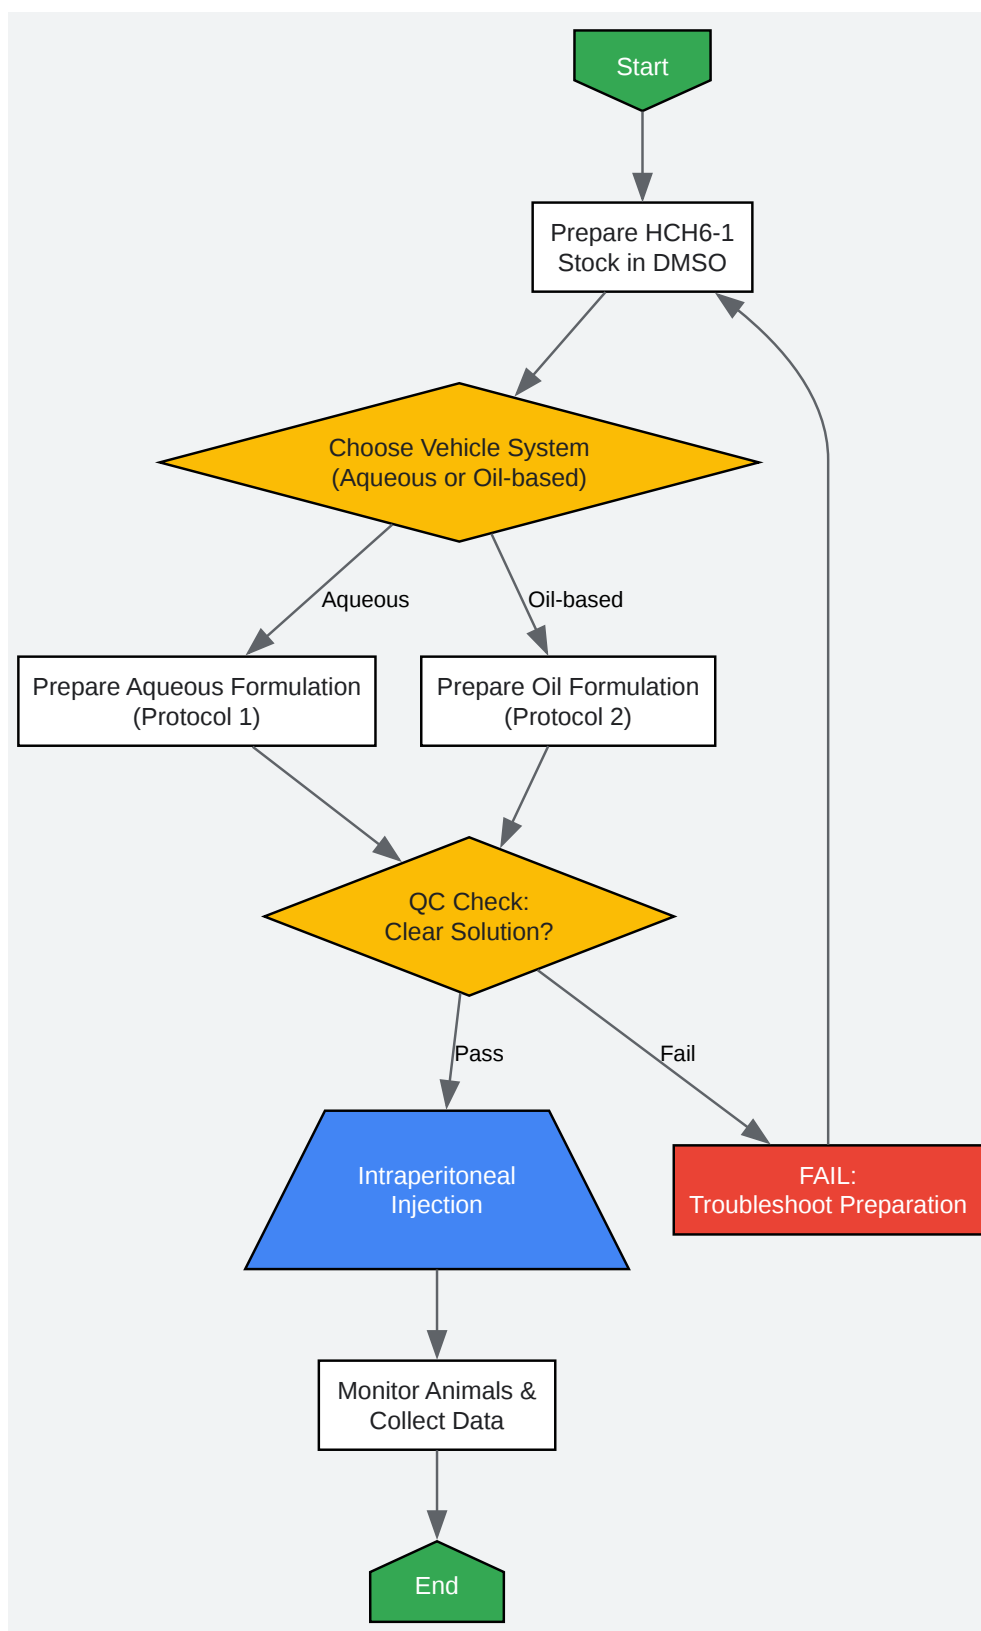 Start
Prepare HCH6-1
Stock in DMSO
Choose Vehicle System
(Aqueous or Oil-based)
Aqueous
Oil-based
Prepare Aqueous Formulation
(Protocol 1)
Prepare Oil Formulation
(Protocol 2)
QC Check:
Clear Solution?
Pass
Fail
Intraperitoneal
Injection
FAIL:
Troubleshoot Preparation
Monitor Animals &
Collect Data
End